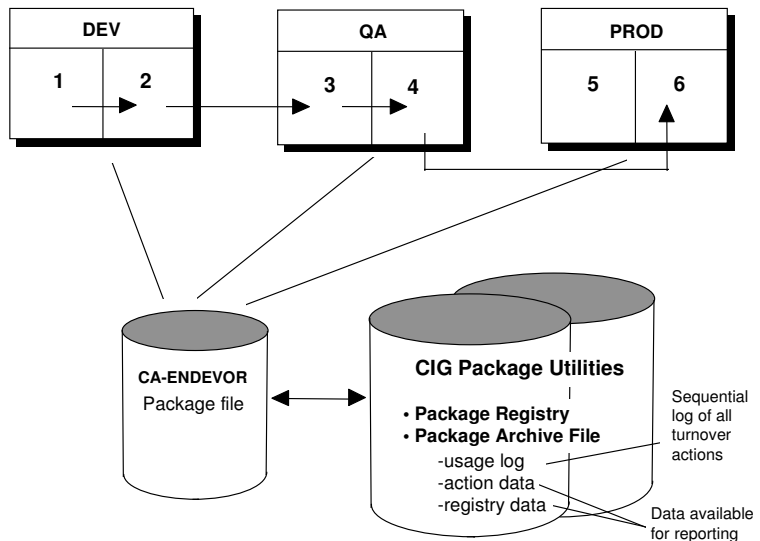 DEV
1
2
QA
3
4
PROD
5
6
CA-ENDEVOR
Package file
CIG Package Utilities
• Package Registry
• Package Archive File
-usage log
-action data
-registry data
Sequential
log of all
turnover
actions
Data available
for reporting